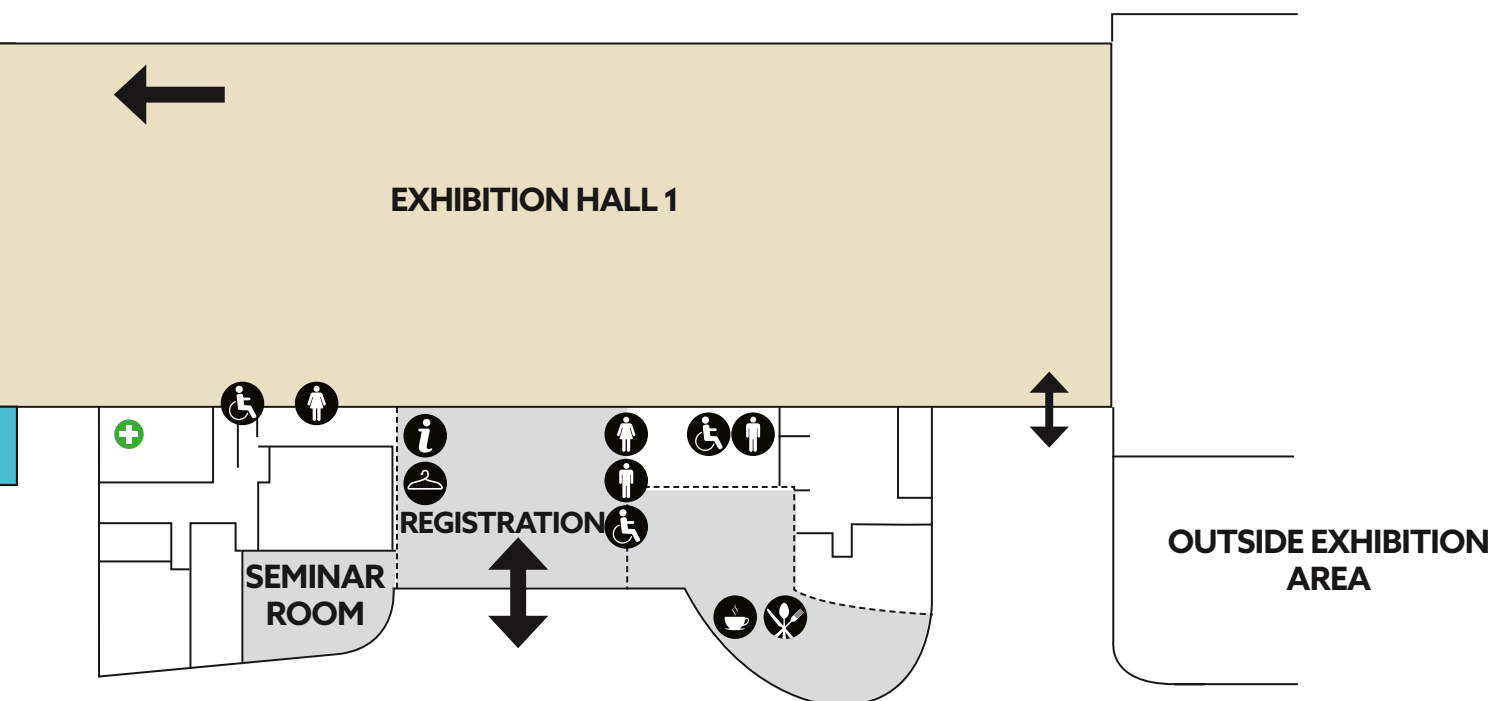 EXHIBITION HALL 1
REGISTRATION
SEMINAR
ROOM
OUTSIDE EXHIBITION
AREA